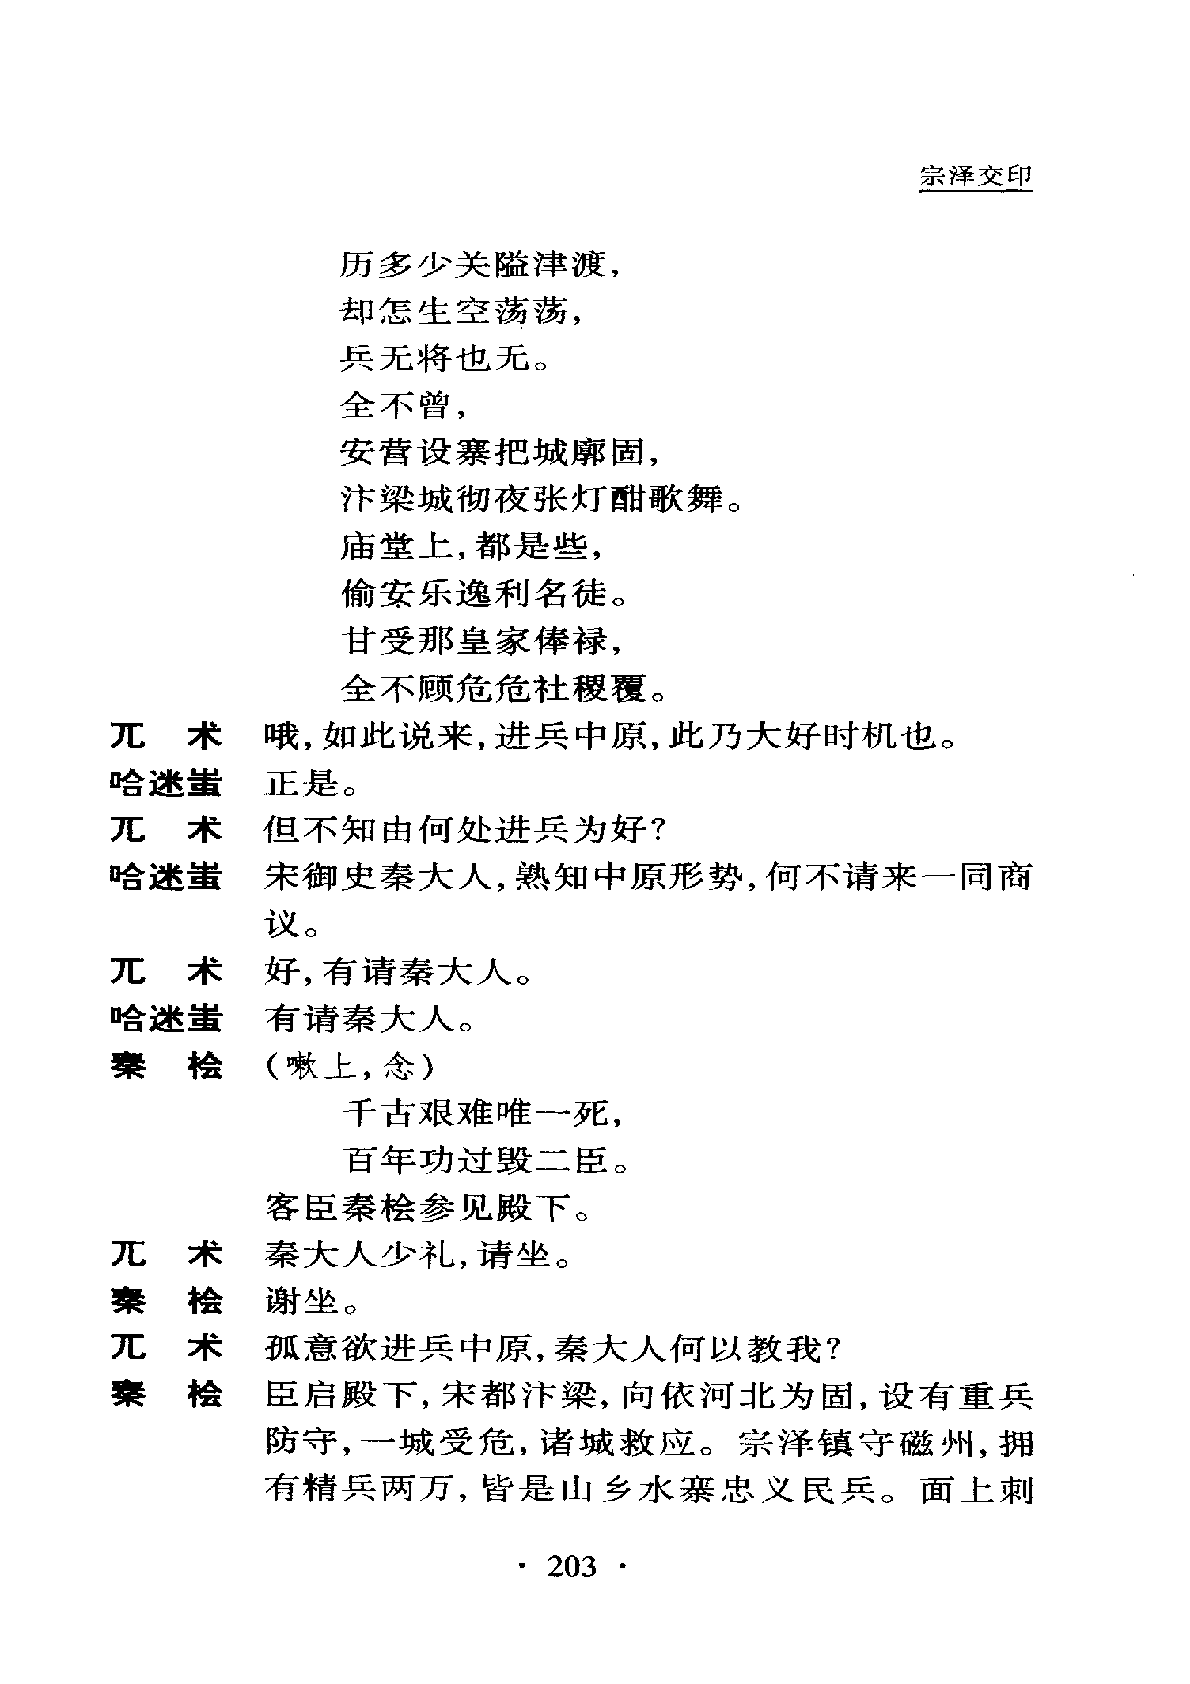 宗泽交印
历多少关隘津渡,
却怎生空荡荡,
兵无将也无。
全不曾,
安营设寨把城廓固,
汴梁城彻夜张灯酣歌舞。
庙堂上,都是些,
偷安乐逸利名徒。
甘受那皇家俸禄,
全不顾危危社稷覆。
兀　术　哦,如此说来,进兵中原,此乃大好时机也。
哈迷蚩　正是。
兀　术　但不知由何处进兵为好?
哈迷蚩　宋御史秦大人,熟知中原形势,何不请来一同商
议。
兀　术　好,有请秦大人。
哈迷蚩　有请秦大人。
秦　桧　(嗽上,念)
千古艰难唯一死,
百年功过毁二臣。
客臣秦桧参见殿下。
兀　术　秦大人少礼,请坐。
秦　桧　谢坐。
兀　术　孤意欲进兵中原,秦大人何以教我?
秦　桧　臣启殿下,宋都汴梁,向依河北为固,设有重兵
防守,一城受危,诸城救应。宗泽镇守磁州,拥
有精兵两万,皆是山乡水寨忠义民兵。面上刺
· 203 ·